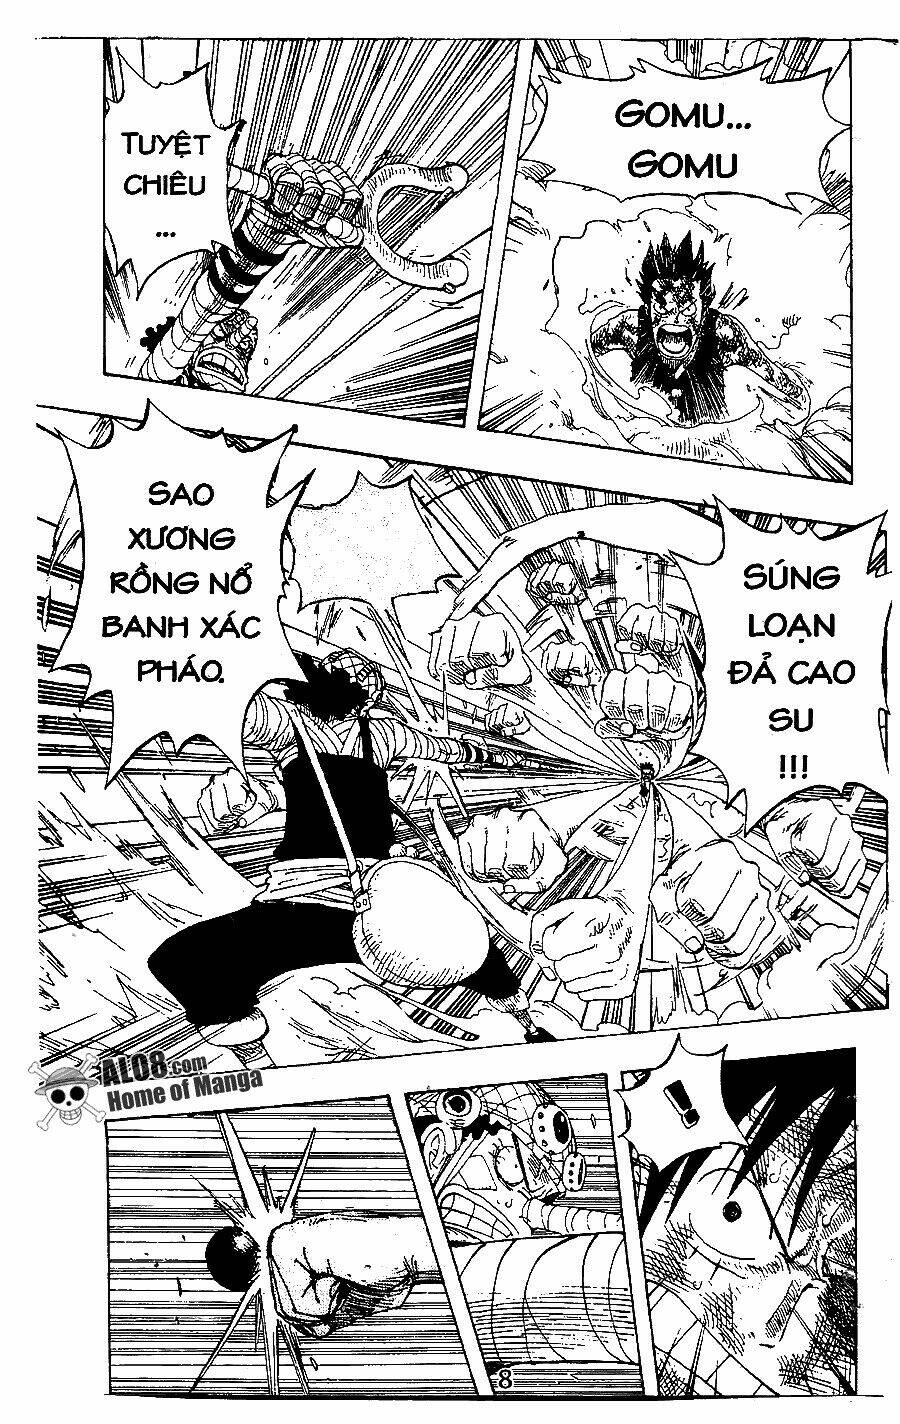 GOMU...
GOMU
TUYỆT
CHIÊU
...
SÚNG
LOẠN
ĐẢ CAO
SU
!!!
SAO
XƯƠNG
RỒNG NỔ
BANH XÁC
PHÁO.
ALO8.com
Home of Manga
!
8